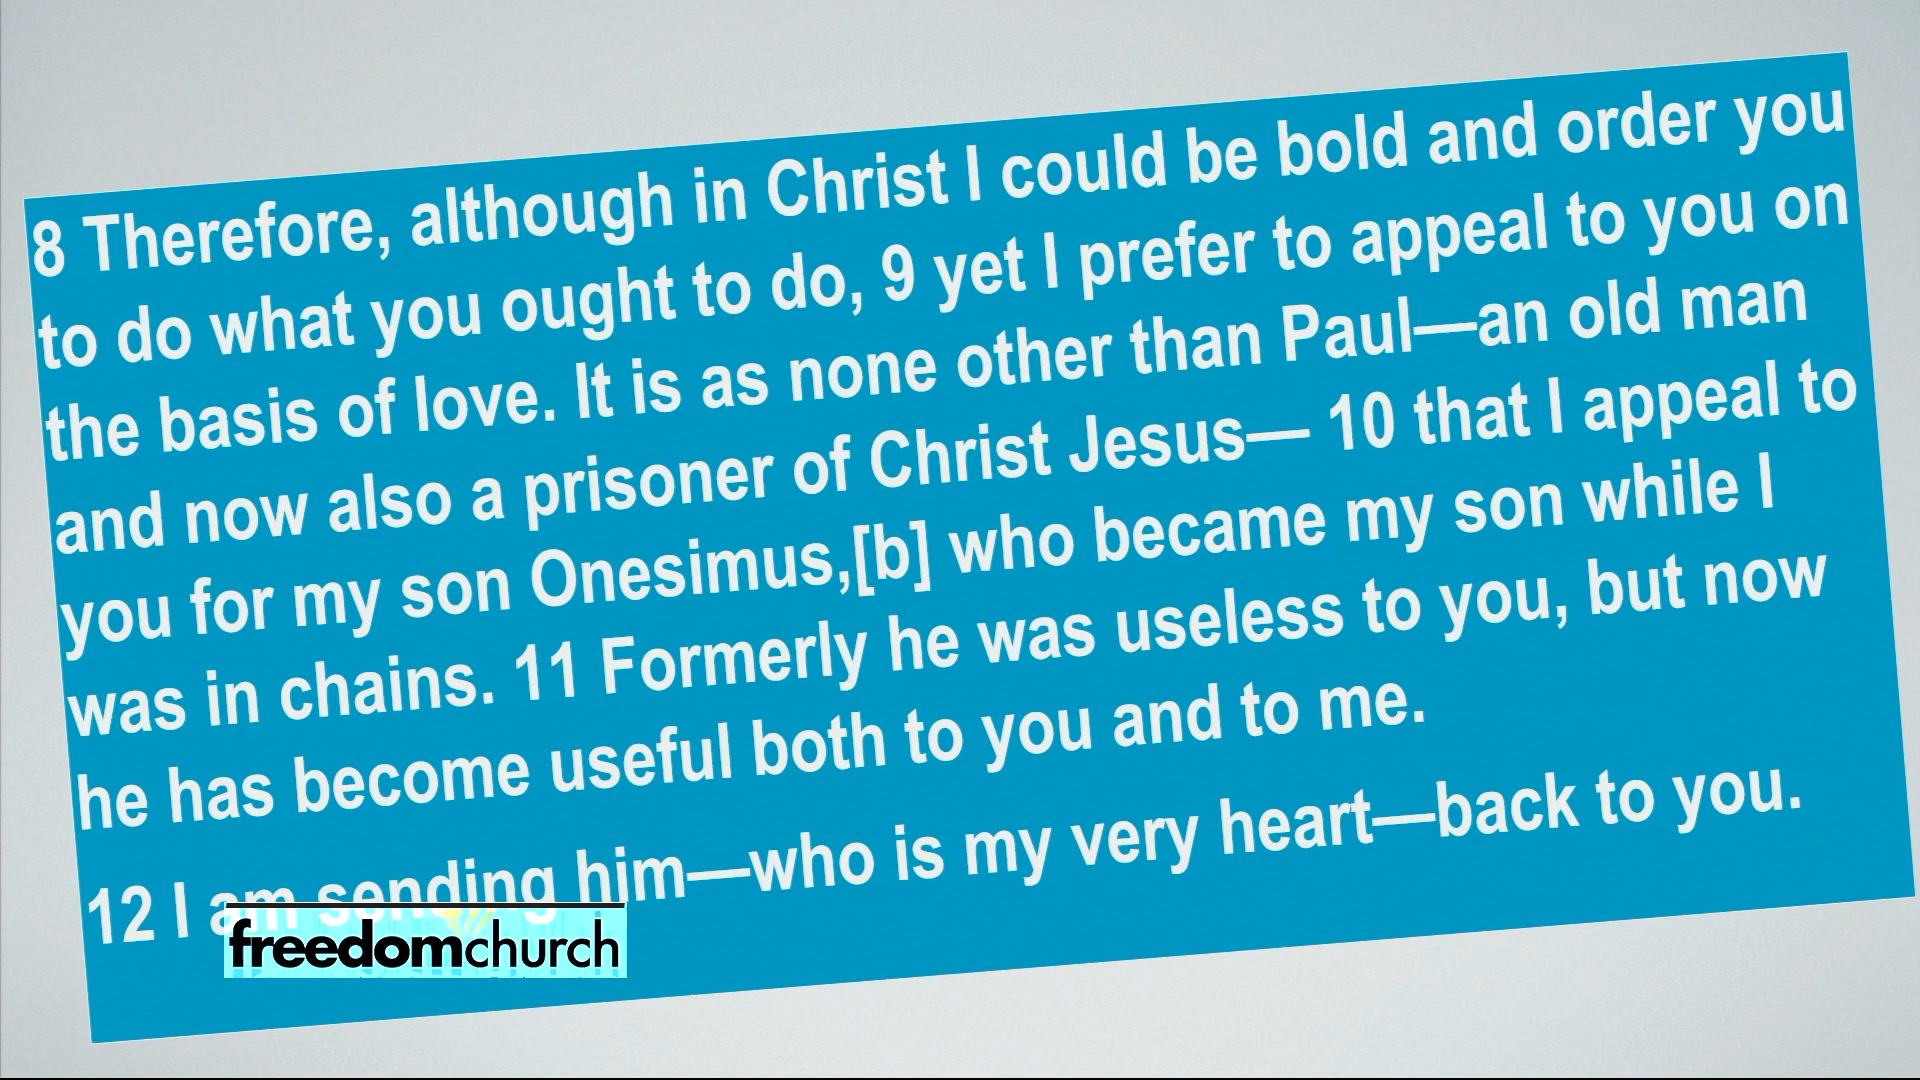 8 Therefore, although in Christ I could be bold and order you
to do what you ought to do, 9 yet I prefer to appeal to you on
the basis of love. It is as none other than Paul—an old man
and now also a prisoner of Christ Jesus— 10 that I appeal to
you for my son Onesimus,[b] who became my son while I
was in chains. 11 Formerly he was useless to you, but now
he has become useful both to you and to me.
12 I am sending him—who is my very heart—back to you.
freedomchurch